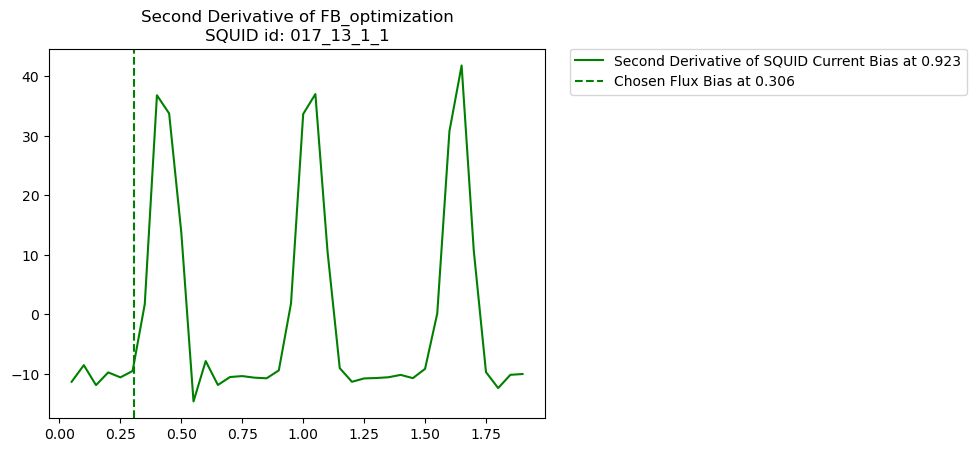 Second Derivative of FB_optimization
SQUID id: 017_13_1_1
Second Derivative of SQUID Current Bias at 0.923
Chosen Flux Bias at 0.306
40
30
20
10
0
−10
0.00 0.25 0.50 0.75 1.00 1.25 1.50 1.75